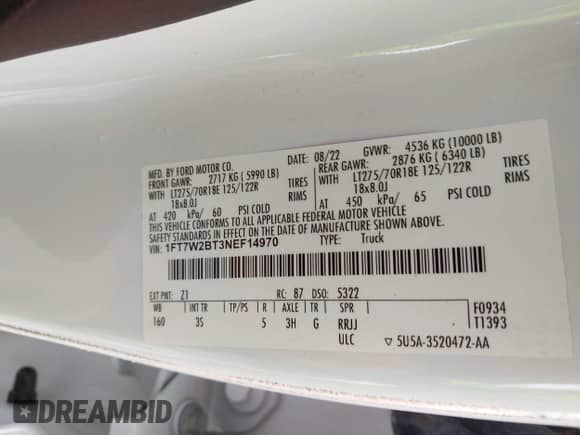 MFD. BY FORD MOTOR CO. DATE: 08/22 GVWR: 4536 KG (10000 LB)
FRONT GAWR: 2717 KG (5990 LB) REAR GAWR: 2876 KG (6340 LB)
WITH LT275/70R18E 125/122R TIRES WITH LT275/70R18E 125/122R TIRES
18x8.0J RIMS 18x8.0J RIMS
AT 420 kPa/ 60 PSI COLD AT 450 kPa/ 65 PSI COLD
THIS VEHICLE CONFORMS TO ALL APPLICABLE FEDERAL MOTOR VEHICLE
SAFETY STANDARDS IN EFFECT ON THE DATE OF MANUFACTURE SHOWN ABOVE.
VIN: 1FT7W2BT3NEF14970 TYPE: Truck
EXT PNT: Z1 RC: 87 DSO: 5322
WB INT TR TP/PS R AXLE TR SPR F0934
160 3S 5 3H G RRJJ T1393
ULC 5U5A-3520472-AA
DREAMBID